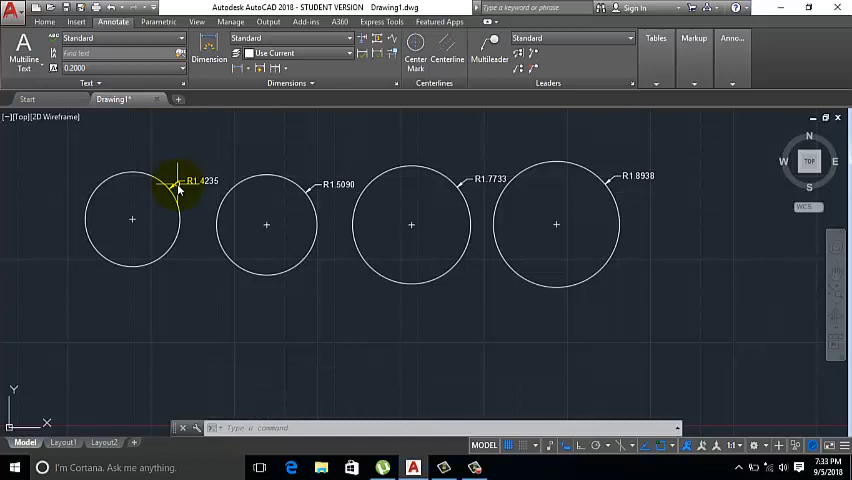 Autodesk AutoCAD 2018 - STUDENT VERSION Drawing1.dwg
Type a keyword or phrase
Sign In
Home Insert Annotate Parametric View Manage Output Add-ins A360 Express Tools Featured Apps
Multiline Text
Standard
Find text
0.2000
Text
Dimension
Standard
Use Current
Dimensions
Center Mark
Centerline
Centerlines
Multileader
Standard
Leaders
Tables
Markup
Anno...
Start
Drawing1*
[−][Top][2D Wireframe]
N
W TOP E
S
WCS
R1.4235
R1.5090
R1.7733
R1.8938
Y
X
Type a command
Model Layout1 Layout2
MODEL
1:1
I'm Cortana. Ask me anything.
7:33 PM
9/5/2018